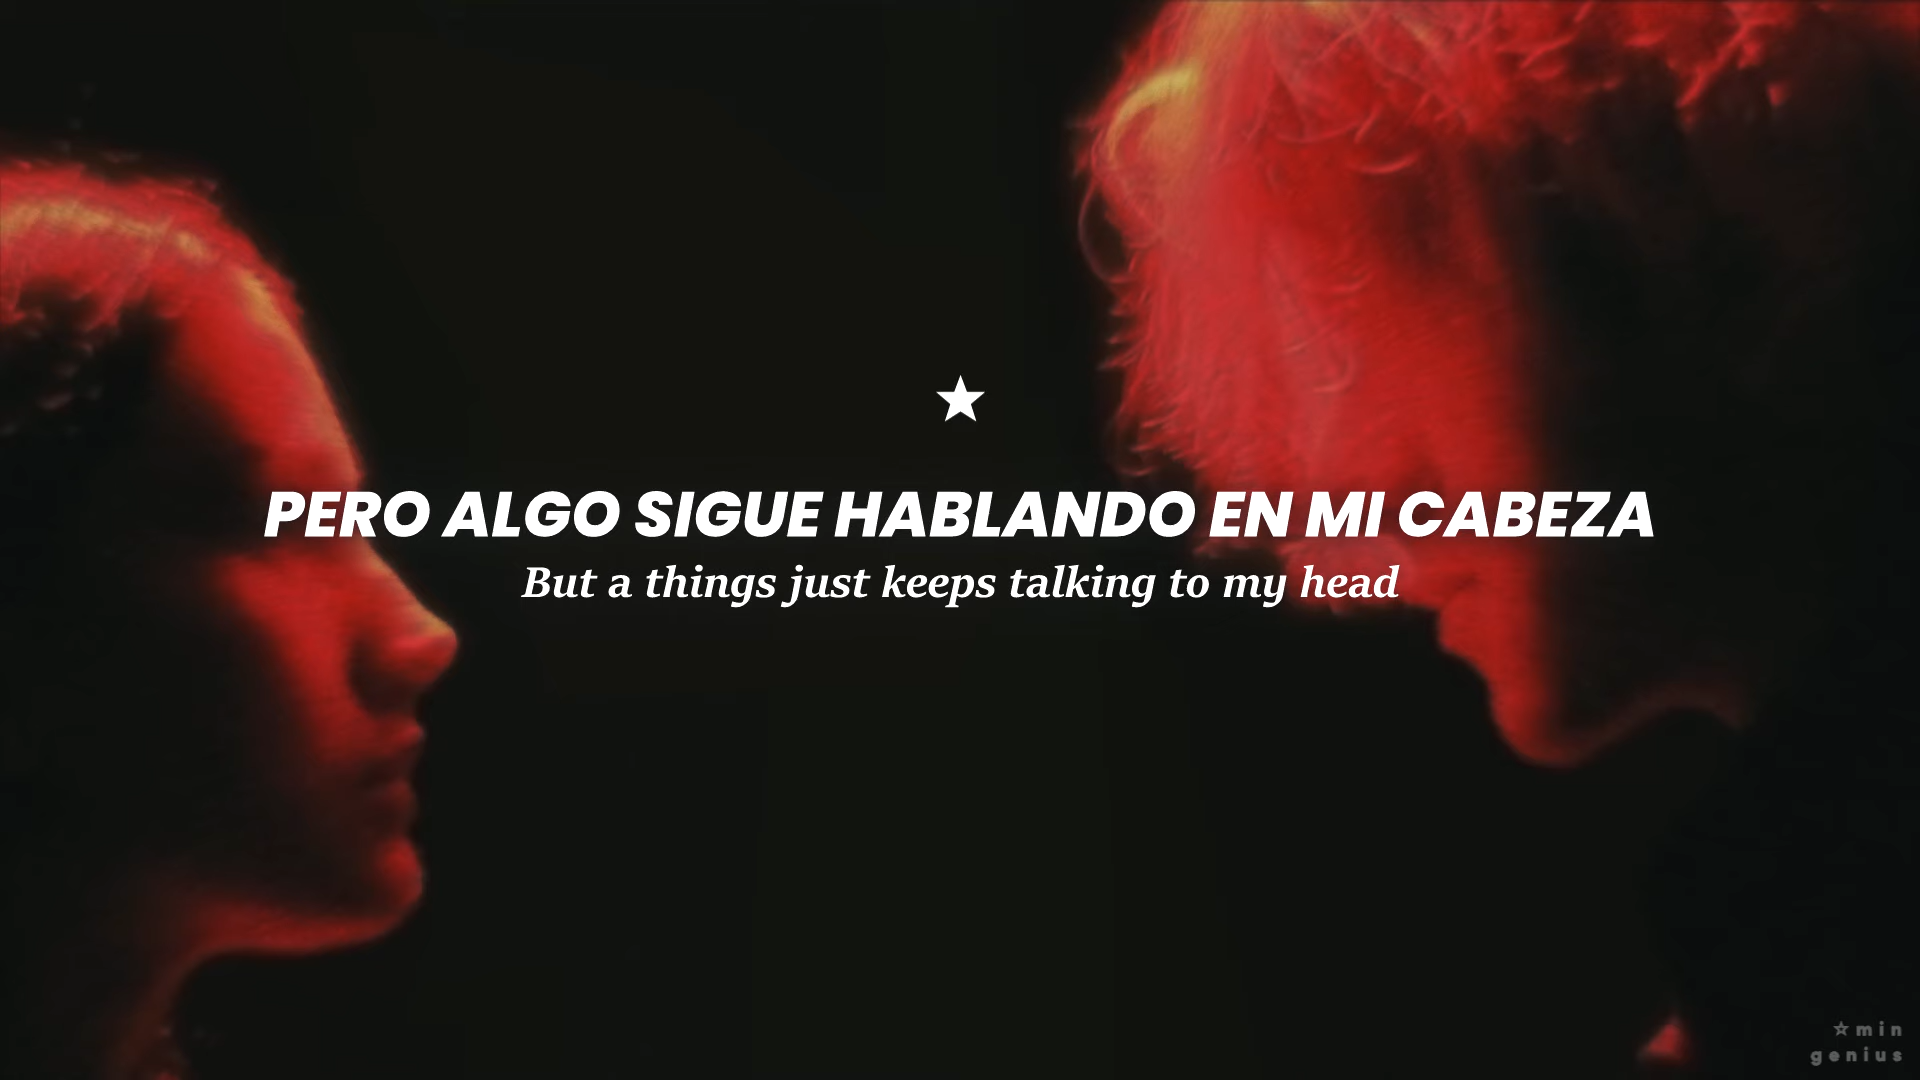 PERO ALGO SIGUE HABLANDO EN MI CABEZA
But a things just keeps talking to my head
☆min
genius